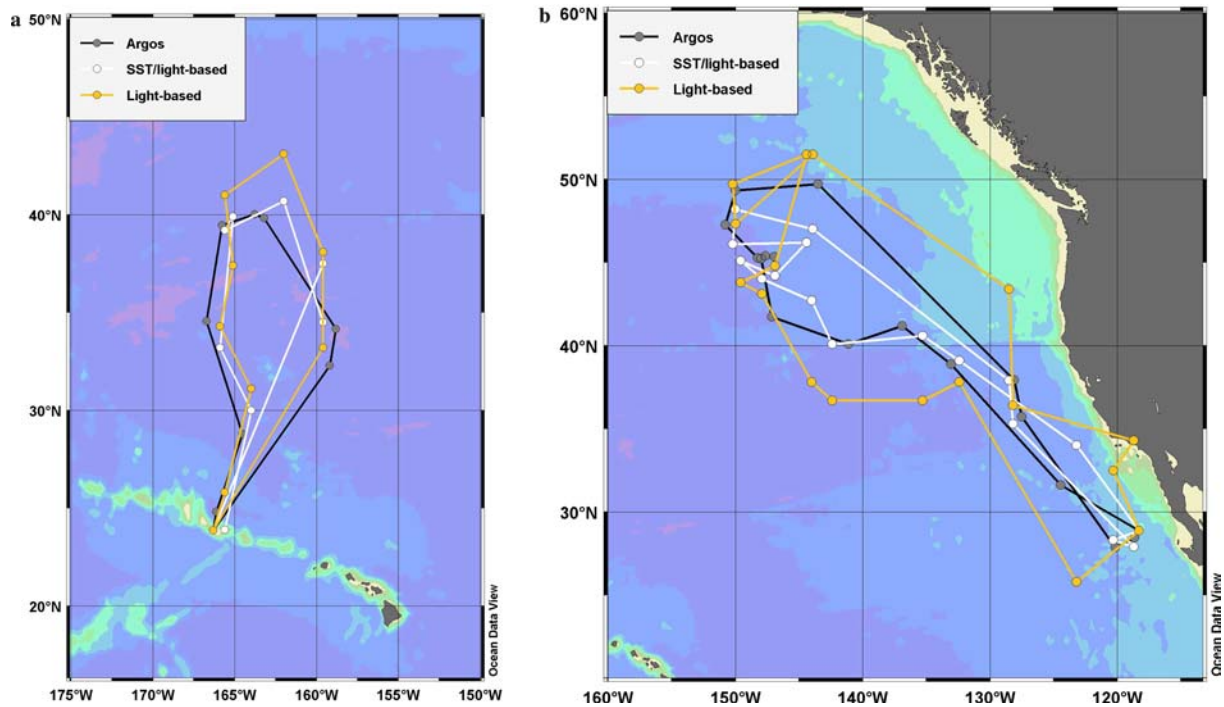 a
50°N
40°N
30°N
20°N
Argos
SST/light-based
Light-based
175°W 170°W 165°W 160°W 155°W 150°W
Ocean Data View
b
60°N
50°N
40°N
30°N
Argos
SST/light-based
Light-based
160°W 150°W 140°W 130°W 120°W
Ocean Data View